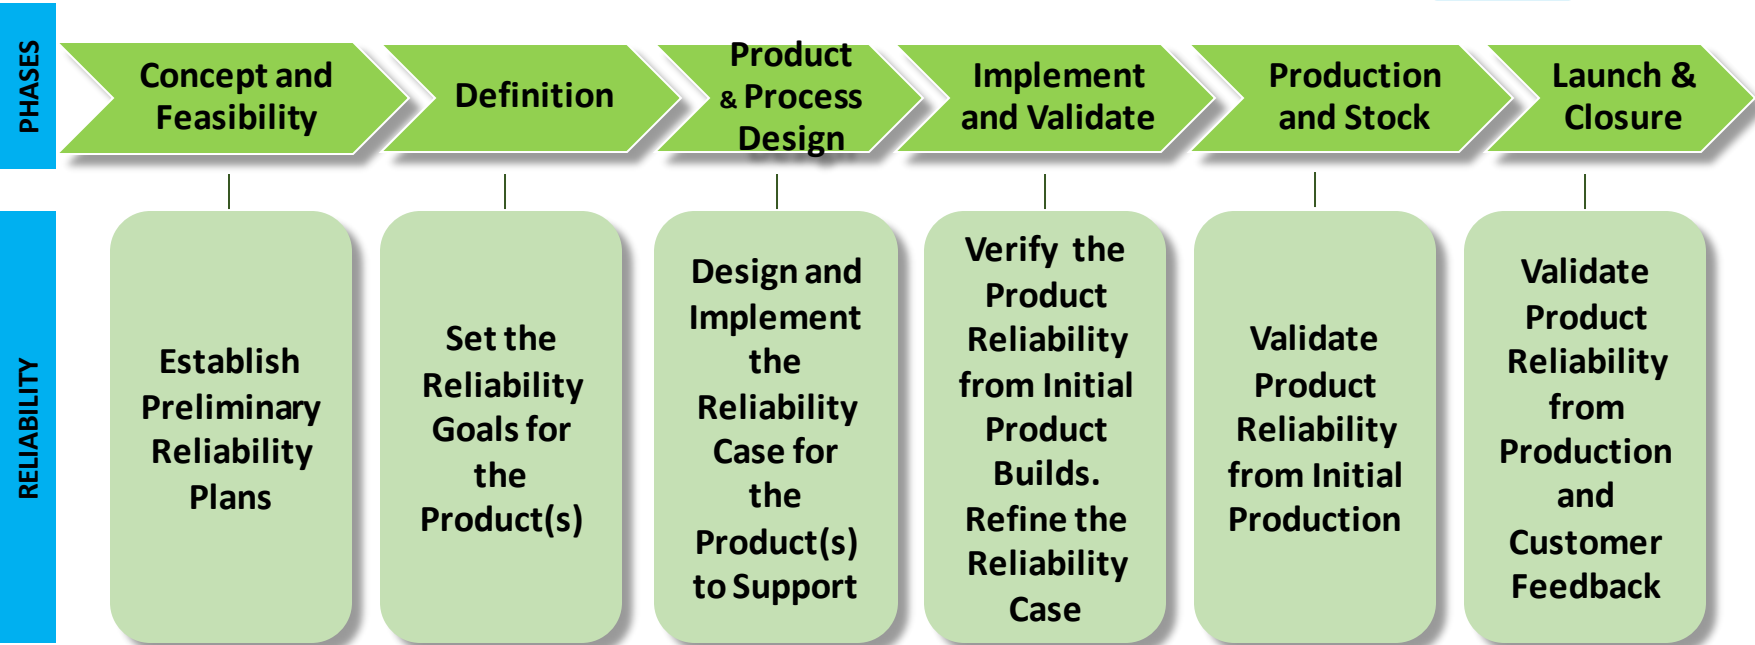 PHASES
Concept and
Feasibility
Definition
Product
& Process
Design
Implement
and Validate
Production
and Stock
Launch &
Closure
RELIABILITY
Establish
Preliminary
Reliability
Plans
Set the
Reliability
Goals for
the
Product(s)
Design and
Implement
the
Reliability
Case for
the
Product(s)
to Support
Verify the
Product
Reliability
from Initial
Product
Builds.
Refine the
Reliability
Case
Validate
Product
Reliability
from Initial
Production
Validate
Product
Reliability
from
Production
and
Customer
Feedback